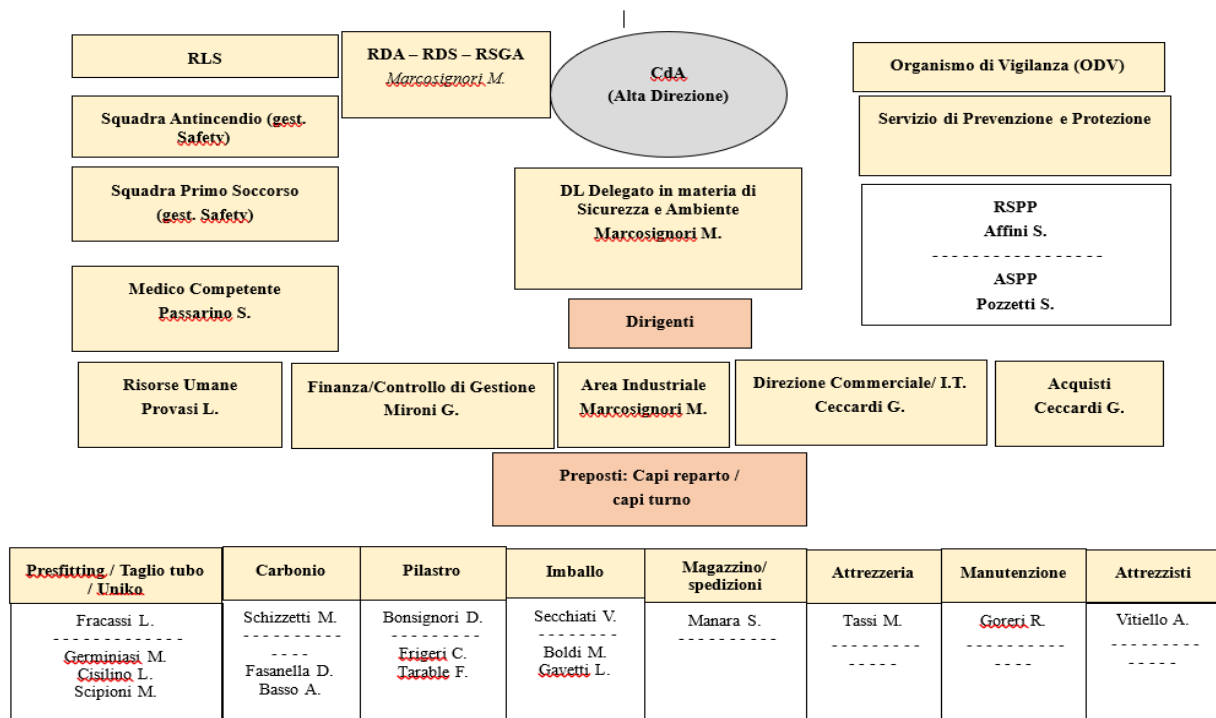 RLS
RDA – RDS – RSGA
Marcosignori M.
CdA
(Alta Direzione)
Organismo di Vigilanza (ODV)
Squadra Antincendio (gest.
Safety)
Servizio di Prevenzione e Protezione
Squadra Primo Soccorso
(gest. Safety)
DL Delegato in materia di
Sicurezza e Ambiente
Marcosignori M.
RSPP
Affini S.
- - - - - - - - - - - - - - - - -
ASPP
Pozzetti S.
Medico Competente
Passarino S.
Dirigenti
Risorse Umane
Provasi L.
Finanza/Controllo di Gestione
Mironi G.
Area Industriale
Marcosignori M.
Direzione Commerciale/ I.T.
Ceccardi G.
Acquisti
Ceccardi G.
Preposti: Capi reparto /
capi turno
Presfitting / Taglio tubo
/ Uniko
Fracassi L.
- - - - - - - - - - - - -
Germiniasi M.
Cisilino L.
Scipioni M.
Carbonio
Schizzetti M.
- - - - - - - - - -
- - - -
Fasanella D.
Basso A.
Pilastro
Bonsignori D.
- - - - - - - - -
Frigeri C.
Tarable F.
Imballo
Secchiati V.
- - - - - - -
Boldi M.
Gavetti L.
Magazzino/
spedizioni
Manara S.
- - - - - - - - - -
Attrezzeria
Tassi M.
- - - - - - - - -
- - - - -
Manutenzione
Goreri R.
- - - - - - - - - -
- - - -
Attrezzisti
Vitiello A.
- - - - - - - - -
- - - - -